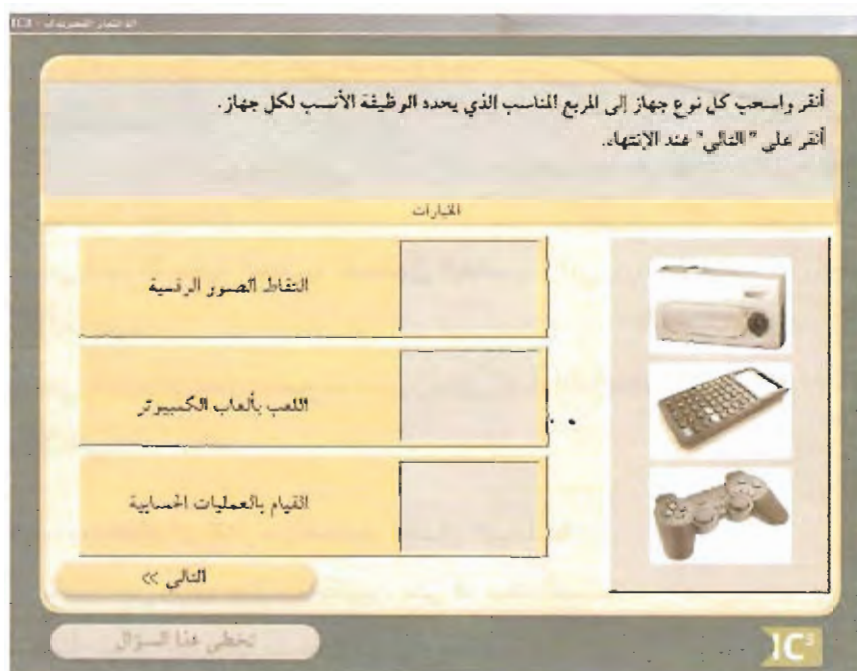 أنقر واسحب كل نوع جهاز إلى المربع المناسب الذي يحدد الوظيفة الأنسب لكل جهاز.
أنقر على "التالي" عند الإنتهاء.
الخيارات
التقاط الصور الرقمية
اللعب بألعاب الكمبيوتر
القيام بالعمليات الحسابية
التالي >>
تخطى هذا السؤال
IC³